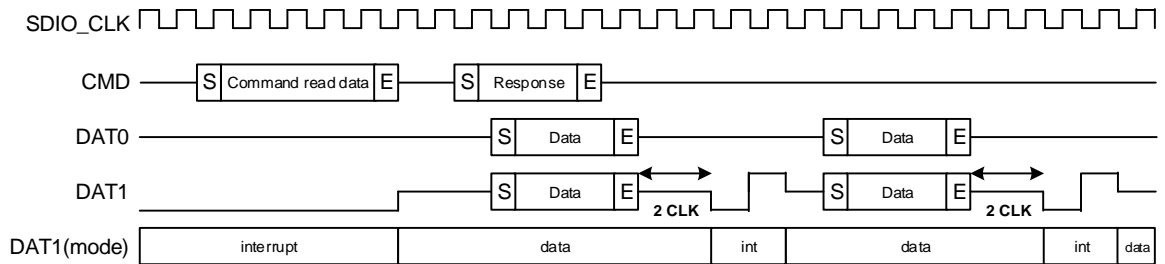 SDIO_CLK
CMD S Command read data E S Response E
DAT0 S Data E S Data E
DAT1 S Data E S Data E
2 CLK 2 CLK
DAT1(mode) interrupt data int data int data